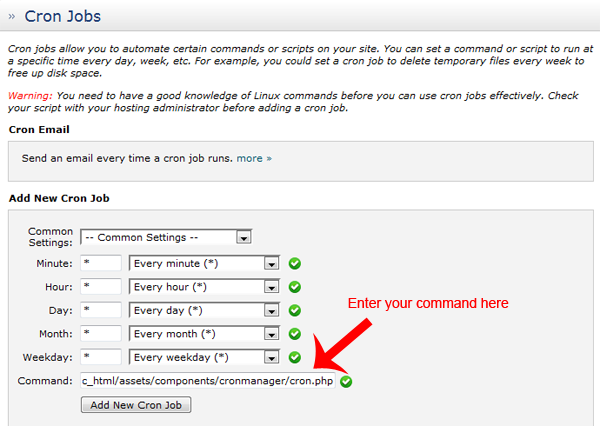 » Cron Jobs
Cron jobs allow you to automate certain commands or scripts on your site. You can set a command or script to run
at a specific time every day, week, etc. For example, you could set a cron job to delete temporary files every week to
free up disk space.
Warning: You need to have a good knowledge of Linux commands before you can use cron jobs effectively. Check
your script with your hosting administrator before adding a cron job.
Cron Email
Send an email every time a cron job runs. more »
Add New Cron Job
Common
Settings: -- Common Settings --
Minute: * Every minute (*)
Hour: * Every hour (*)
Day: * Every day (*)
Enter your command here
Month: * Every month (*)
Weekday: * Every weekday (*)
Command: c_html/assets/components/cronmanager/cron.php
Add New Cron Job